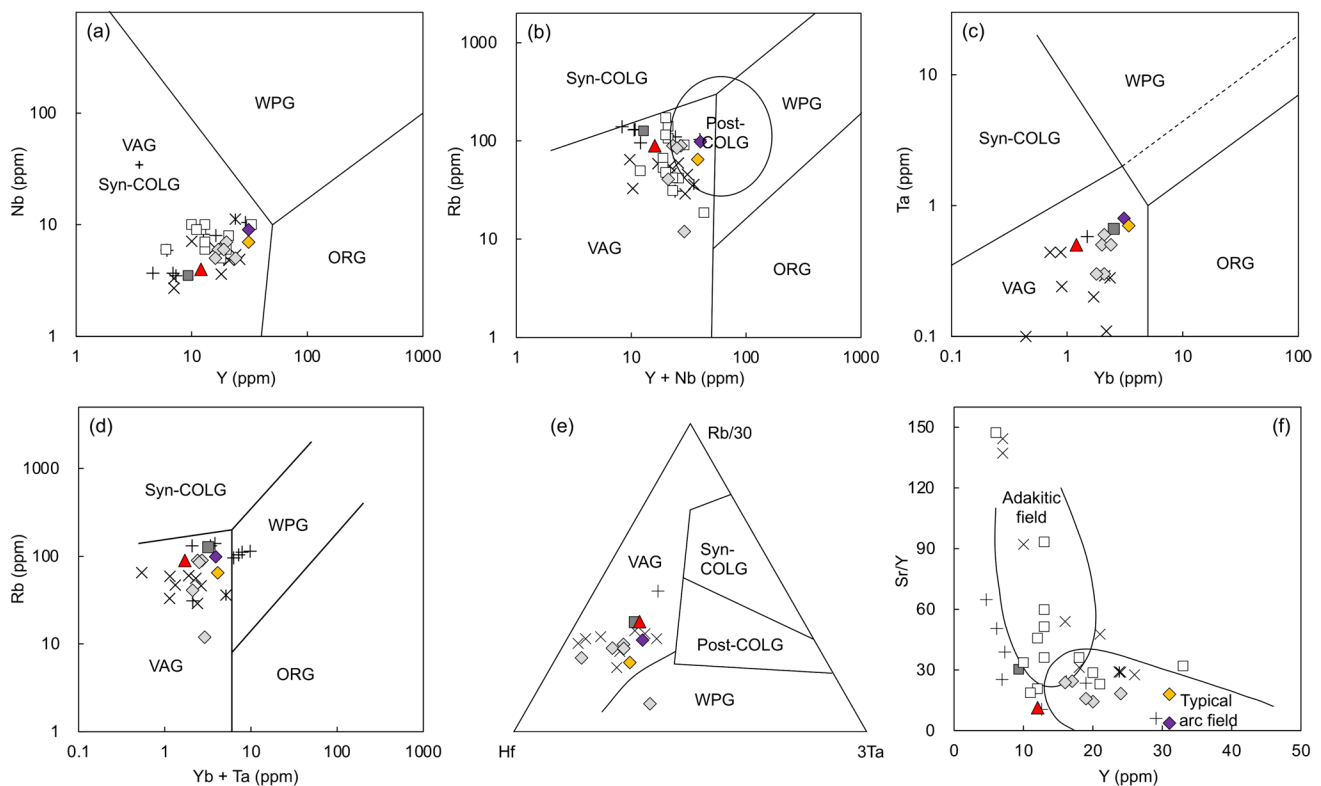 (a)
Nb (ppm)
100
10
1
WPG
VAG
+
Syn-COLG
ORG
1
10
100
1000
Y (ppm)
(b)
Rb (ppm)
1000
100
10
1
Syn-COLG
WPG
Post-
COLG
VAG
ORG
1
10
100
1000
Y + Nb (ppm)
(c)
Ta (ppm)
10
1
0.1
WPG
Syn-COLG
VAG
ORG
0.1
1
10
100
Yb (ppm)
(d)
Rb (ppm)
1000
100
10
1
Syn-COLG
WPG
VAG
ORG
0.1
1
10
100
1000
Yb + Ta (ppm)
(e)
Rb/30
VAG
Syn-
COLG
Post-COLG
WPG
Hf
3Ta
(f)
Sr/Y
150
120
90
60
30
0
Adakitic
field
Typical
arc field
0
10
20
30
40
50
Y (ppm)